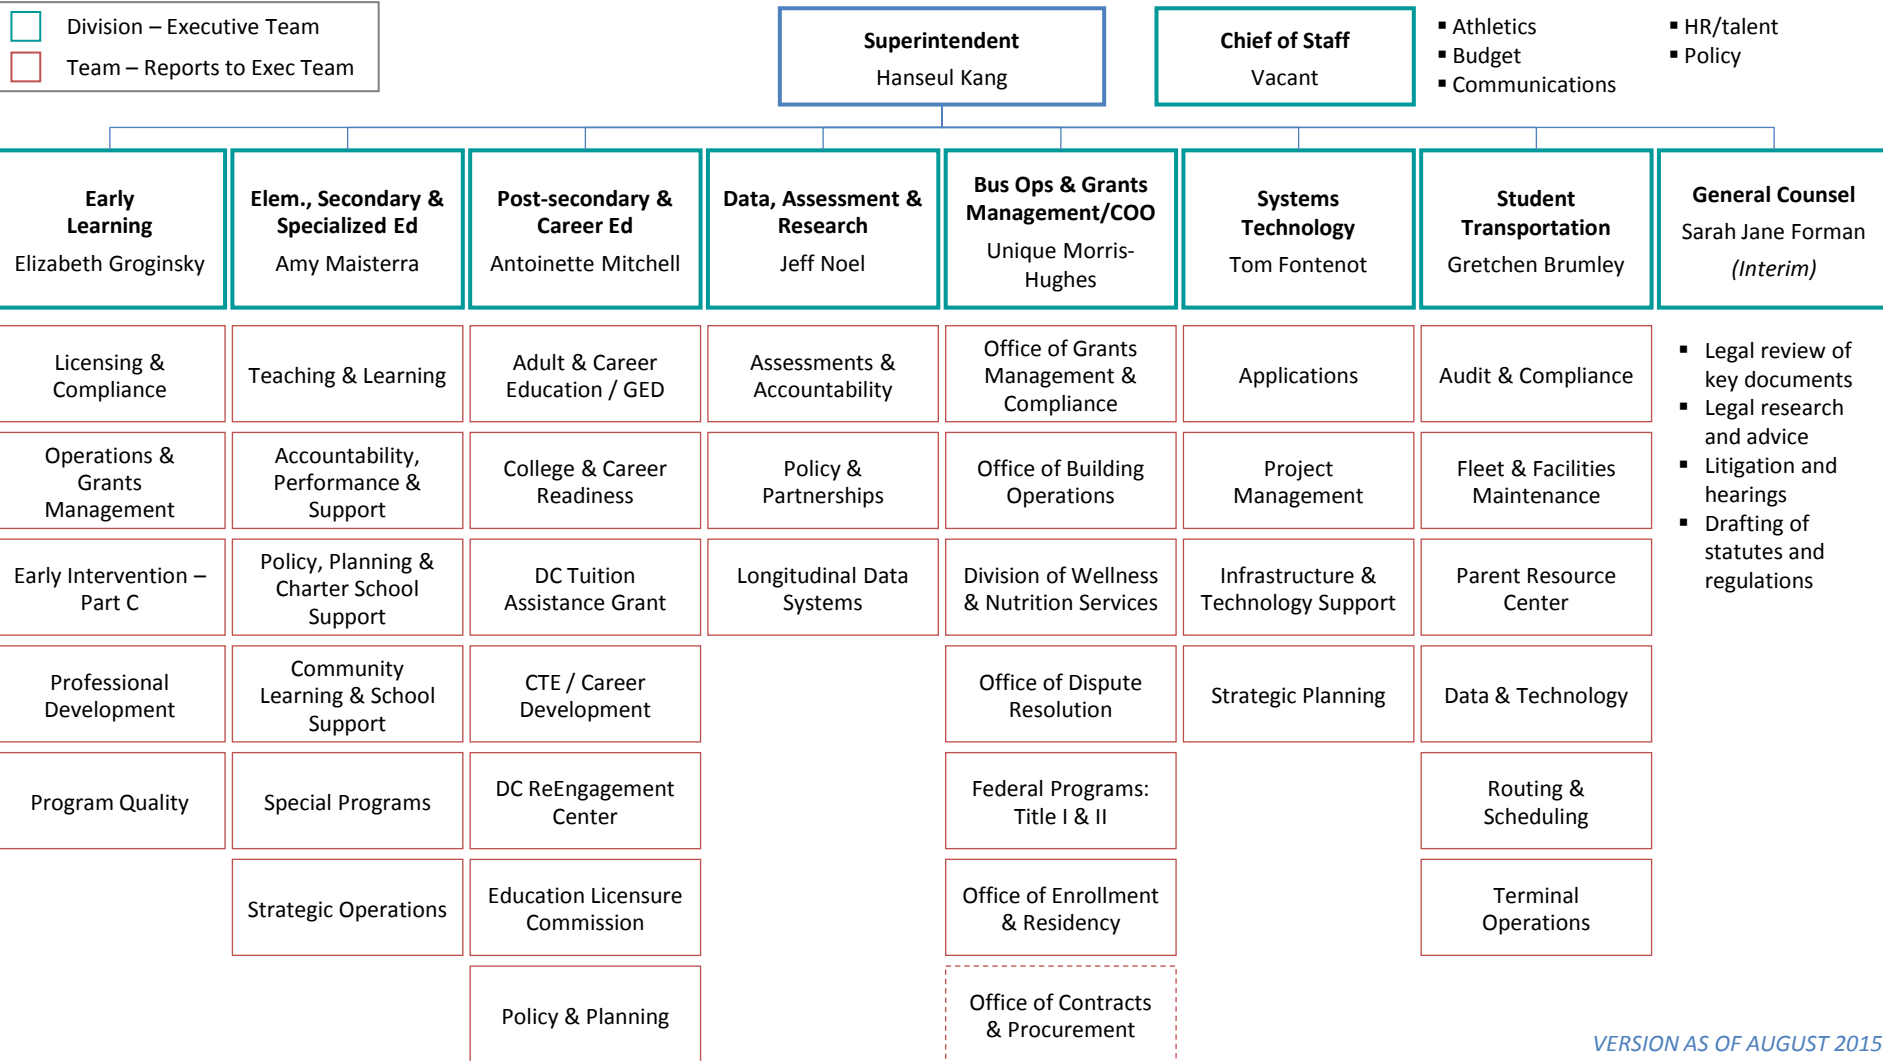 Division – Executive Team
Team – Reports to Exec Team
Superintendent
Hanseul Kang
Chief of Staff
Vacant
▪ Athletics
▪ Budget
▪ Communications
▪ HR/talent
▪ Policy
Early
Learning
Elizabeth Groginsky
Elem., Secondary &
Specialized Ed
Amy Maisterra
Post-secondary &
Career Ed
Antoinette Mitchell
Data, Assessment &
Research
Jeff Noel
Bus Ops & Grants
Management/COO
Unique Morris-
Hughes
Systems
Technology
Tom Fontenot
Student
Transportation
Gretchen Brumley
General Counsel
Sarah Jane Forman
(Interim)
Licensing &
Compliance
Operations &
Grants
Management
Early Intervention –
Part C
Professional
Development
Program Quality
Teaching & Learning
Accountability,
Performance &
Support
Policy, Planning &
Charter School
Support
Community
Learning & School
Support
Special Programs
Strategic Operations
Adult & Career
Education / GED
College & Career
Readiness
DC Tuition
Assistance Grant
CTE / Career
Development
DC ReEngagement
Center
Education Licensure
Commission
Policy & Planning
Assessments &
Accountability
Policy &
Partnerships
Longitudinal Data
Systems
Office of Grants
Management &
Compliance
Office of Building
Operations
Division of Wellness
& Nutrition Services
Office of Dispute
Resolution
Federal Programs:
Title I & II
Office of Enrollment
& Residency
Office of Contracts
& Procurement
Applications
Project
Management
Infrastructure &
Technology Support
Strategic Planning
Audit & Compliance
Fleet & Facilities
Maintenance
Parent Resource
Center
Data & Technology
Routing &
Scheduling
Terminal
Operations
▪ Legal review of
key documents
▪ Legal research
and advice
▪ Litigation and
hearings
▪ Drafting of
statutes and
regulations
VERSION AS OF AUGUST 2015